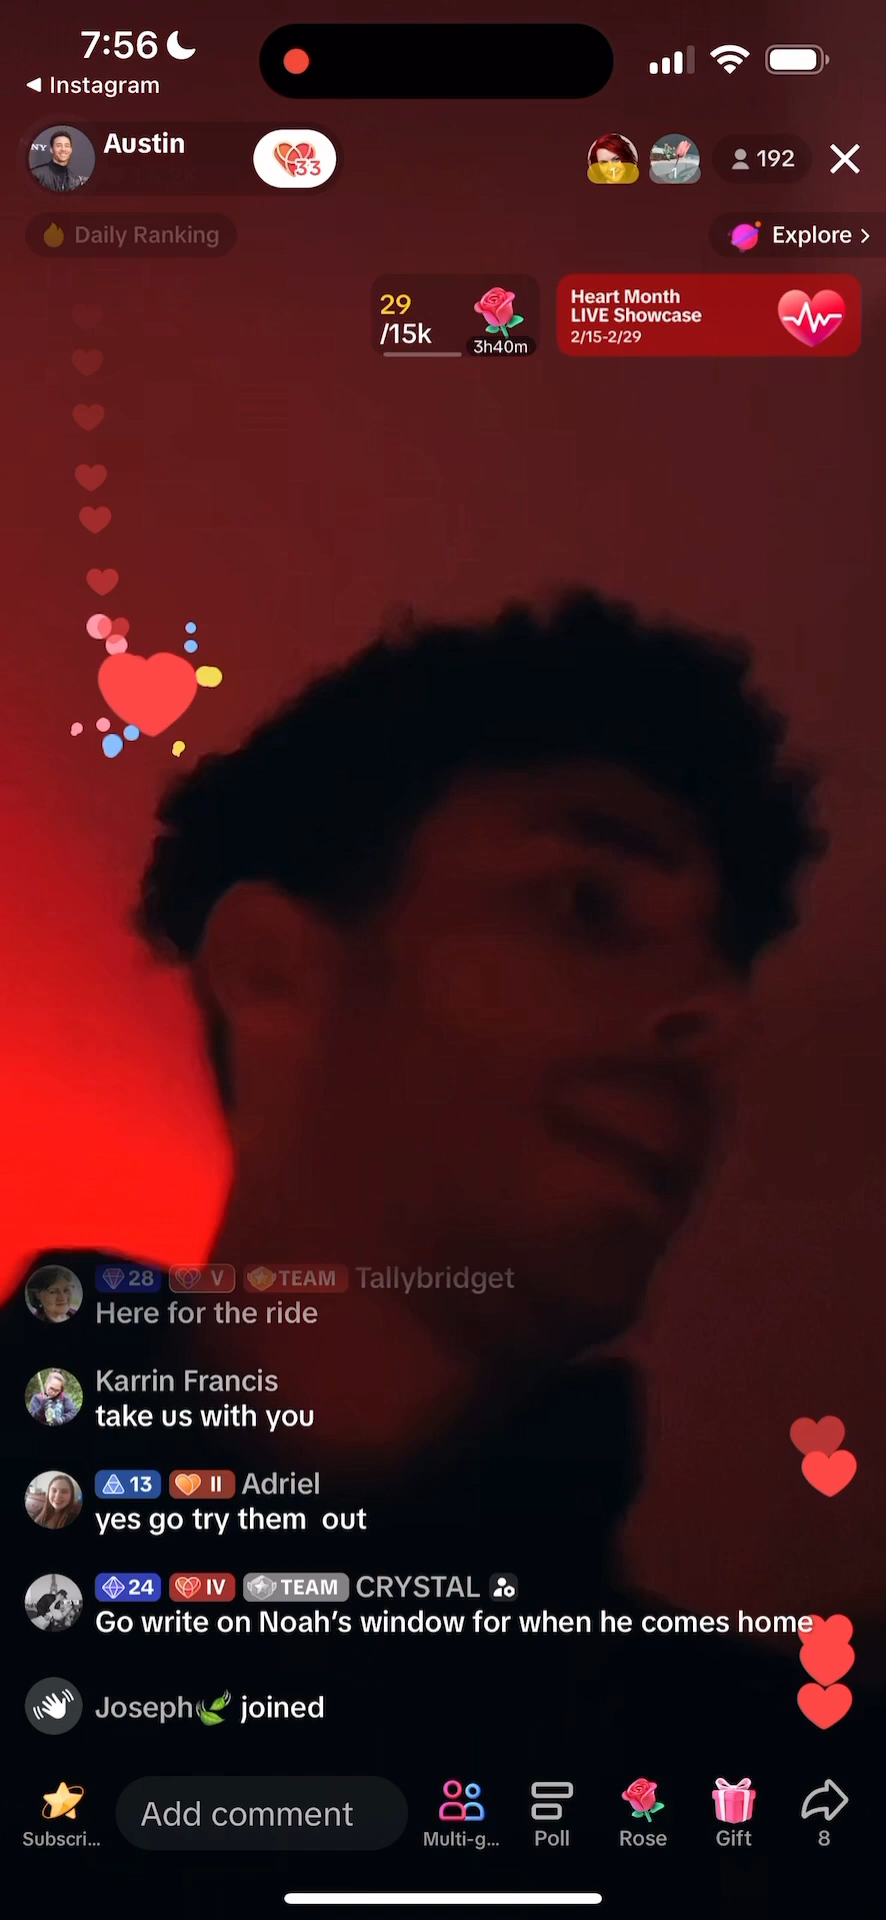 7:56
Instagram
Austin
33
192
NY
1
1
Daily Ranking
Explore
29
/15k
3h40m
Heart Month
LIVE Showcase
2/15-2/29
28 V TEAM Tallybridget
Here for the ride
Karrin Francis
take us with you
13 II Adriel
yes go try them out
24 IV TEAM CRYSTAL
Go write on Noah's window for when he comes home
Joseph joined
Add comment
Subscri...
Multi-g...
Poll
Rose
Gift
8